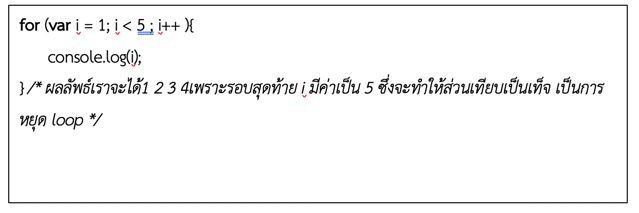 for (var i = 1; i < 5 ; i++ ){
console.log(i);
} /* ผลลัพธ์เราจะได้1 2 3 4เพราะรอบสุดท้าย i มีค่าเป็น 5 ซึ่งจะทำให้ส่วนเทียบเป็นเท็จ เป็นการ
หยุด loop */